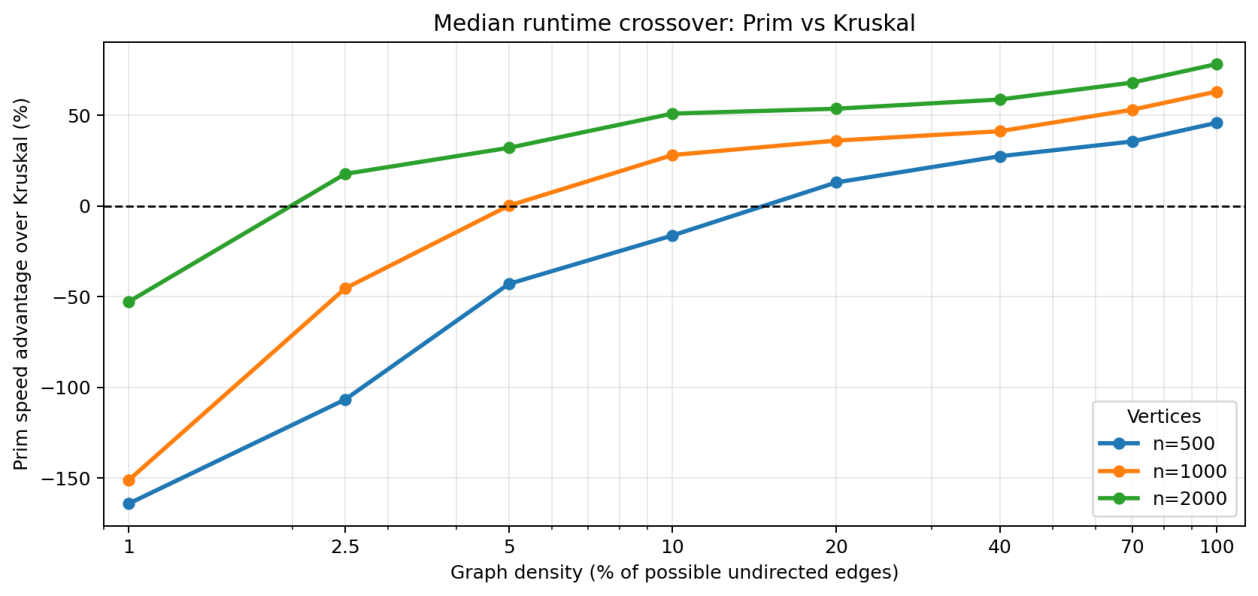 Median runtime crossover: Prim vs Kruskal
Prim speed advantage over Kruskal (%)
50
0
−50
−100
−150
Vertices
n=500
n=1000
n=2000
1 2.5 5 10 20 40 70 100
Graph density (% of possible undirected edges)